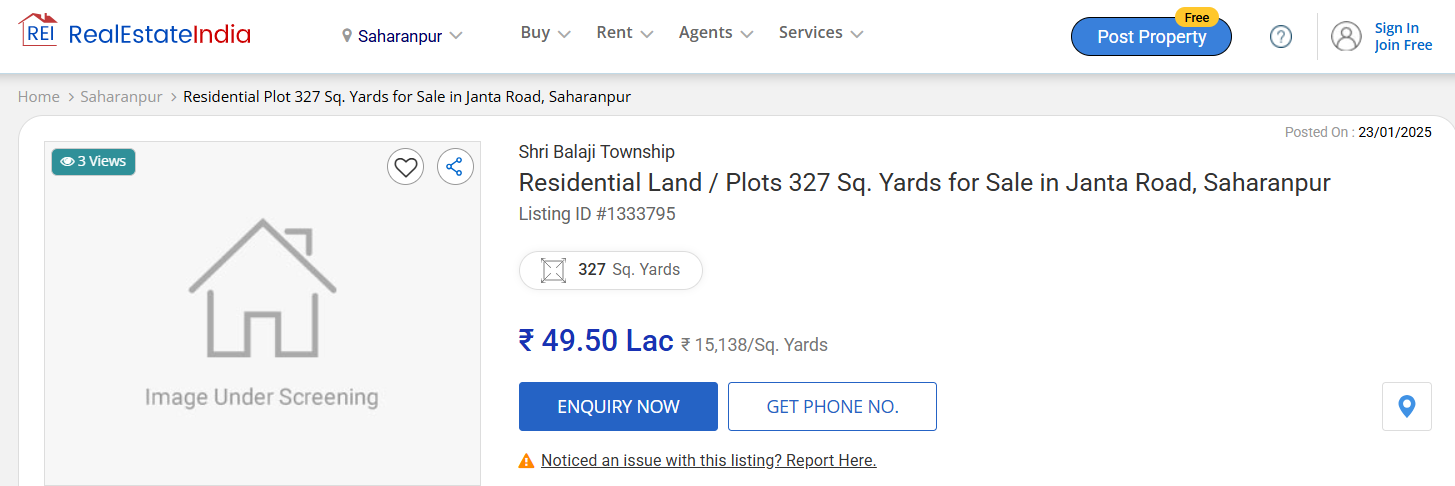 REI RealEstateIndia
Saharanpur
Buy Rent Agents Services
Free
Post Property
?
Sign In
Join Free
Home > Saharanpur > Residential Plot 327 Sq. Yards for Sale in Janta Road, Saharanpur
Posted On : 23/01/2025
3 Views
Image Under Screening
Shri Balaji Township
Residential Land / Plots 327 Sq. Yards for Sale in Janta Road, Saharanpur
Listing ID #1333795
327 Sq. Yards
₹ 49.50 Lac ₹ 15,138/Sq. Yards
ENQUIRY NOW GET PHONE NO.
Noticed an issue with this listing? Report Here.